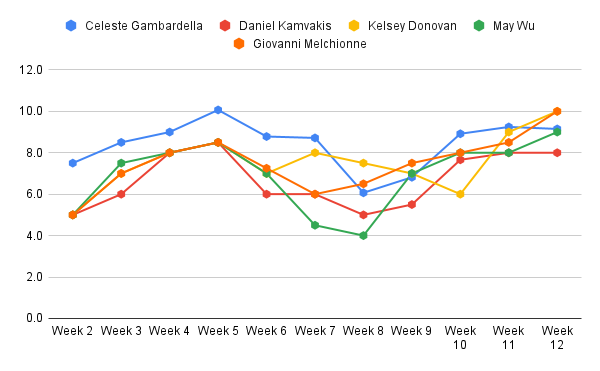 Celeste Gambardella Daniel Kamvakis Kelsey Donovan May Wu
Giovanni Melchionne
12.0
10.0
8.0
6.0
4.0
2.0
0.0
Week 2 Week 3 Week 4 Week 5 Week 6 Week 7 Week 8 Week 9 Week 10 Week 11 Week 12